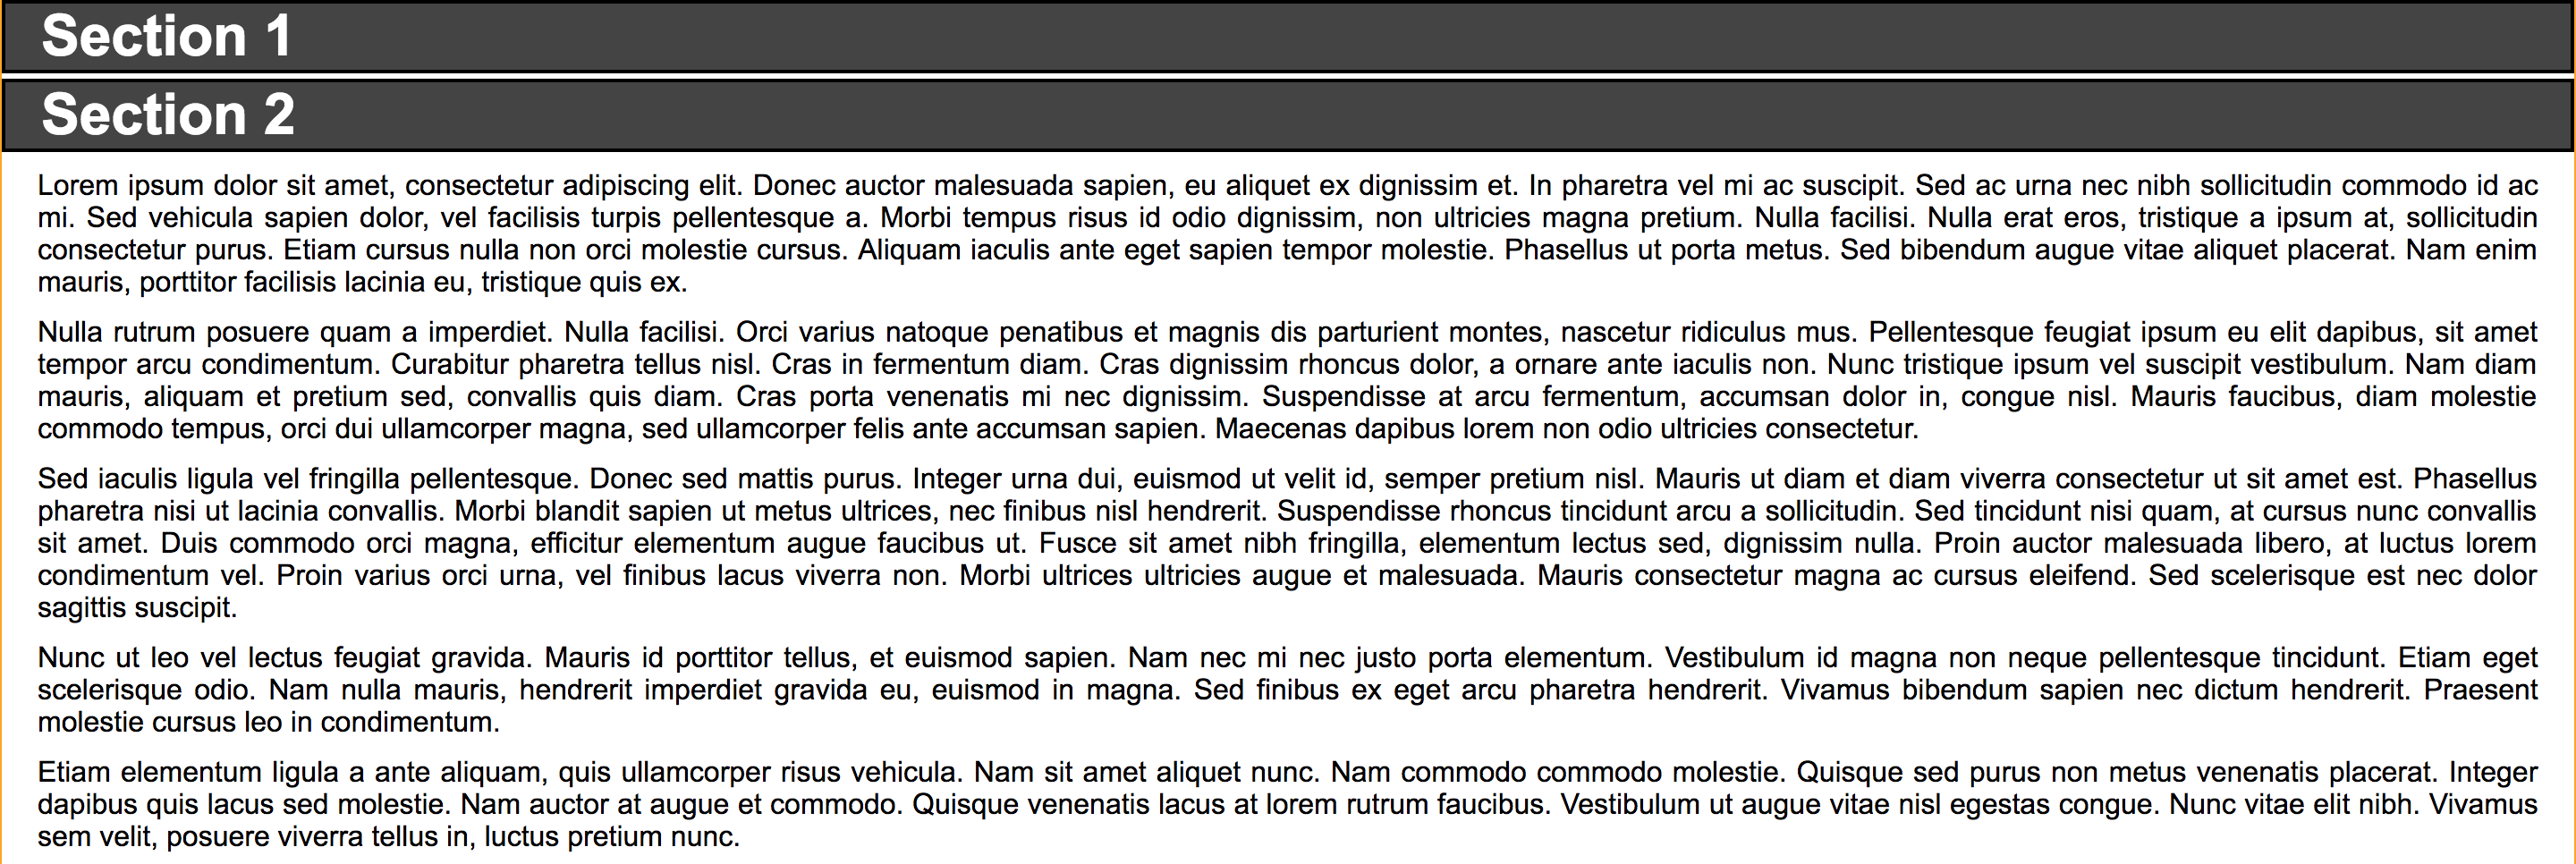 Section 1
Section 2
Lorem ipsum dolor sit amet, consectetur adipiscing elit. Donec auctor malesuada sapien, eu aliquet ex dignissim et. In pharetra vel mi ac suscipit. Sed ac urna nec nibh sollicitudin commodo id ac
mi. Sed vehicula sapien dolor, vel facilisis turpis pellentesque a. Morbi tempus risus id odio dignissim, non ultricies magna pretium. Nulla facilisi. Nulla erat eros, tristique a ipsum at, sollicitudin
consectetur purus. Etiam cursus nulla non orci molestie cursus. Aliquam iaculis ante eget sapien tempor molestie. Phasellus ut porta metus. Sed bibendum augue vitae aliquet placerat. Nam enim
mauris, porttitor facilisis lacinia eu, tristique quis ex.
Nulla rutrum posuere quam a imperdiet. Nulla facilisi. Orci varius natoque penatibus et magnis dis parturient montes, nascetur ridiculus mus. Pellentesque feugiat ipsum eu elit dapibus, sit amet
tempor arcu condimentum. Curabitur pharetra tellus nisl. Cras in fermentum diam. Cras dignissim rhoncus dolor, a ornare ante iaculis non. Nunc tristique ipsum vel suscipit vestibulum. Nam diam
mauris, aliquam et pretium sed, convallis quis diam. Cras porta venenatis mi nec dignissim. Suspendisse at arcu fermentum, accumsan dolor in, congue nisl. Mauris faucibus, diam molestie
commodo tempus, orci dui ullamcorper magna, sed ullamcorper felis ante accumsan sapien. Maecenas dapibus lorem non odio ultricies consectetur.
Sed iaculis ligula vel fringilla pellentesque. Donec sed mattis purus. Integer urna dui, euismod ut velit id, semper pretium nisl. Mauris ut diam et diam viverra consectetur ut sit amet est. Phasellus
pharetra nisi ut lacinia convallis. Morbi blandit sapien ut metus ultrices, nec finibus nisl hendrerit. Suspendisse rhoncus tincidunt arcu a sollicitudin. Sed tincidunt nisi quam, at cursus nunc convallis
sit amet. Duis commodo orci magna, efficitur elementum augue faucibus ut. Fusce sit amet nibh fringilla, elementum lectus sed, dignissim nulla. Proin auctor malesuada libero, at luctus lorem
condimentum vel. Proin varius orci urna, vel finibus lacus viverra non. Morbi ultrices ultricies augue et malesuada. Mauris consectetur magna ac cursus eleifend. Sed scelerisque est nec dolor
sagittis suscipit.
Nunc ut leo vel lectus feugiat gravida. Mauris id porttitor tellus, et euismod sapien. Nam nec mi nec justo porta elementum. Vestibulum id magna non neque pellentesque tincidunt. Etiam eget
scelerisque odio. Nam nulla mauris, hendrerit imperdiet gravida eu, euismod in magna. Sed finibus ex eget arcu pharetra hendrerit. Vivamus bibendum sapien nec dictum hendrerit. Praesent
molestie cursus leo in condimentum.
Etiam elementum ligula a ante aliquam, quis ullamcorper risus vehicula. Nam sit amet aliquet nunc. Nam commodo commodo molestie. Quisque sed purus non metus venenatis placerat. Integer
dapibus quis lacus sed molestie. Nam auctor at augue et commodo. Quisque venenatis lacus at lorem rutrum faucibus. Vestibulum ut augue vitae nisl egestas congue. Nunc vitae elit nibh. Vivamus
sem velit, posuere viverra tellus in, luctus pretium nunc.